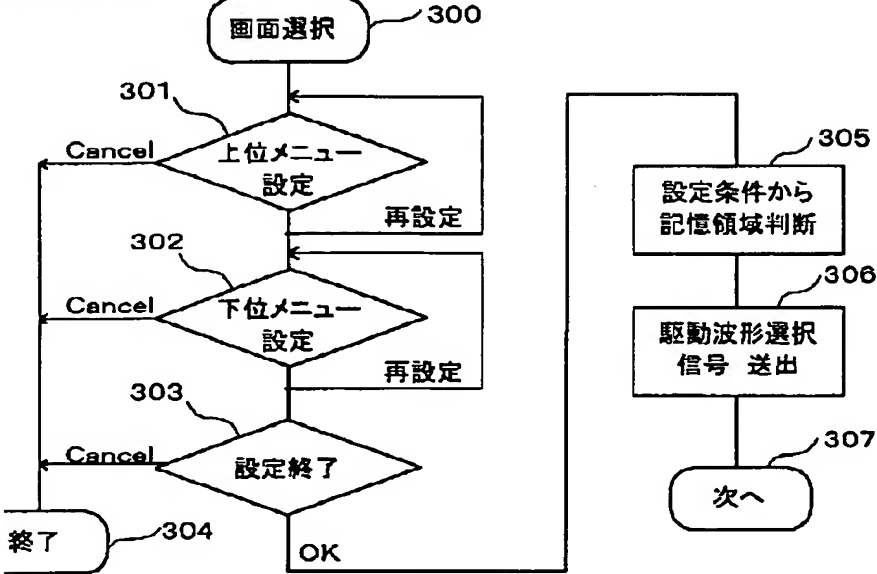 画面選択
300
301
Cancel
上位メニュー
設定
再設定
302
Cancel
下位メニュー
設定
再設定
303
Cancel
設定終了
終了
304
OK
305
設定条件から
記憶領域判断
306
駆動波形選択
信号 送出
307
次へ